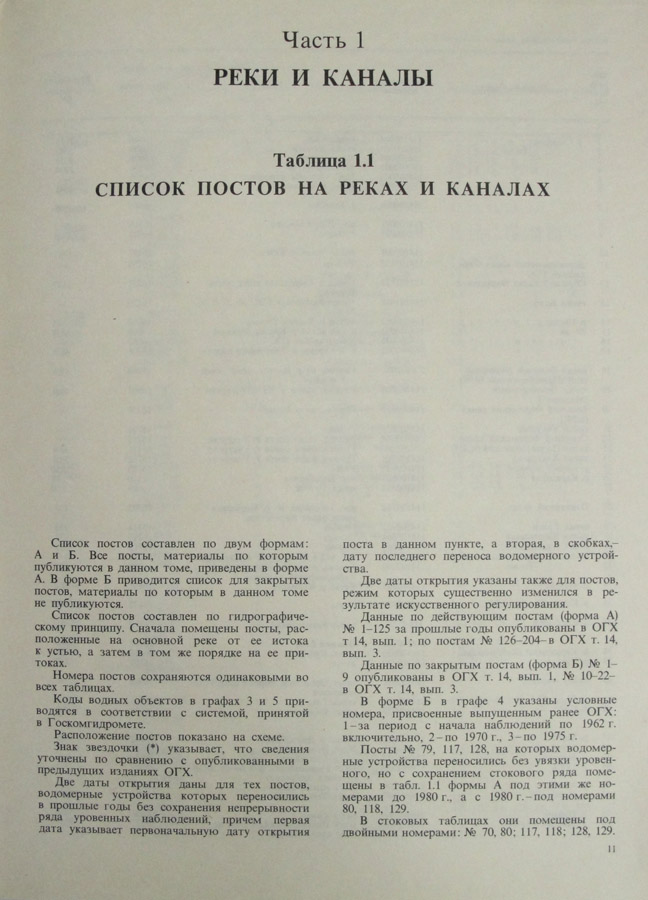 Часть 1
РЕКИ И КАНАЛЫ
Таблица 1.1
СПИСОК ПОСТОВ НА РЕКАХ И КАНАЛАХ
Список постов составлен по двум формам:
А и Б. Все посты, материалы по которым
публикуются в данном томе, приведены в форме
А. В форме Б приводится список для закрытых
постов, материалы по которым в данном томе
не публикуются.
Список постов составлен по гидрографиче-
скому принципу. Сначала помещены посты, рас-
положенные на основной реке от ее истока
к устью, а затем в том же порядке на ее при-
токах.
Номера постов сохраняются одинаковыми во
всех таблицах.
Коды водных объектов в графах 3 и 5 при-
водятся в соответствии с системой, принятой
в Госкомгидромете.
Расположение постов показано на схеме.
Знак звездочки (*) указывает, что сведения
уточнены по сравнению с опубликованными в
предыдущих изданиях ОГХ.
Две даты открытия даны для тех постов,
водомерные устройства которых переносились
в прошлые годы без сохранения непрерывности
ряда уровенных наблюдений, причем первая
дата указывает первоначальную дату открытия
поста в данном пункте, а вторая, в скобках,–
дату последнего переноса водомерного устрой-
ства.
Две даты открытия указаны также для постов,
режим которых существенно изменился в ре-
зультате искусственного регулирования.
Данные по действующим постам (форма А)
№ 1–125 за прошлые годы опубликованы в ОГХ
т 14, вып. 1; по постам № 126–204– в ОГХ т. 14,
вып. 3.
Данные по закрытым постам (форма Б) № 1–
9 опубликованы в ОГХ т. 14, вып. 1, № 10–22–
в ОГХ т. 14, вып. 3.
В форме Б в графе 4 указаны условные
номера, присвоенные выпущенным ранее ОГХ:
1–за период с начала наблюдений по 1962 г.
включительно, 2–по 1970 г., 3–по 1975 г.
Посты № 79, 117, 128, на которых водомер-
ные устройства переносились без увязки уровен-
ного, но с сохранением стокового ряда поме-
щены в табл. 1.1 формы А под этими же но-
мерами до 1980 г., а с 1980 г.–под номерами
80, 118, 129.
В стоковых таблицах они помещены под
двойными номерами: № 70, 80; 117, 118; 128, 129.
11